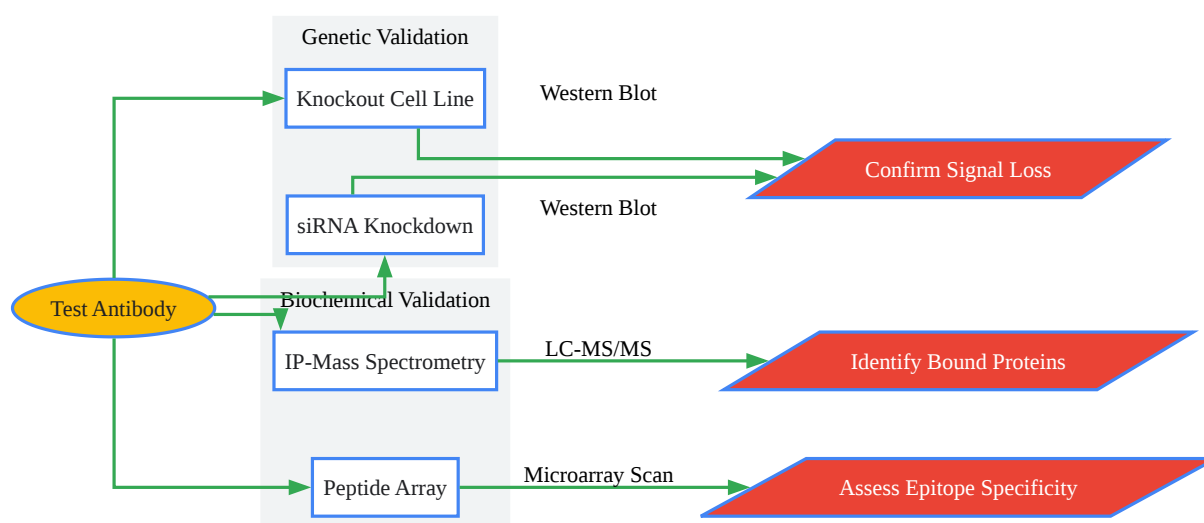 Genetic Validation
Knockout Cell Line
Western Blot
Confirm Signal Loss
siRNA Knockdown
Western Blot
Test Antibody
Biochemical Validation
IP-Mass Spectrometry
LC-MS/MS
Identify Bound Proteins
Peptide Array
Microarray Scan
Assess Epitope Specificity